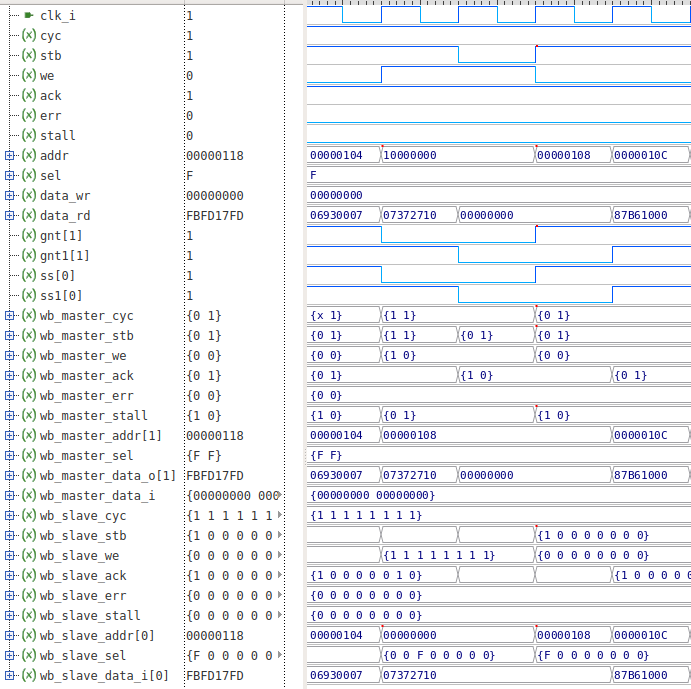 clk_i 1
cyc 1
stb 1
we 0
ack 1
err 0
stall 0
addr 00000118 00000104 10000000 00000108 0000010C
sel F F
data_wr 00000000 00000000
data_rd FBFD17FD 06930007 07372710 00000000 87B61000
gnt[1] 1
gnt1[1] 1
ss[0] 1
ss1[0] 1
wb_master_cyc {0 1} {x 1} {1 1} {0 1}
wb_master_stb {0 1} {0 1} {1 1} {0 1} {0 1}
wb_master_we {0 0} {0 0} {1 0} {0 0}
wb_master_ack {0 1} {0 1} {1 0} {0 1}
wb_master_err {0 0} {0 0}
wb_master_stall {1 0} {1 0} {0 1} {1 0}
wb_master_addr[1] 00000118 00000104 00000108 0000010C
wb_master_sel {F F} {F F}
wb_master_data_o[1] FBFD17FD 06930007 07372710 00000000 87B61000
wb_master_data_i {00000000 000 {00000000 00000000}
wb_slave_cyc {1 1 1 1 1 1 {1 1 1 1 1 1 1 1}
wb_slave_stb {1 0 0 0 0 0 {1 0 0 0 0 0 0 0}
wb_slave_we {0 0 0 0 0 0 {1 1 1 1 1 1 1 1} {0 0 0 0 0 0 0 0}
wb_slave_ack {1 0 0 0 0 0 {1 0 0 0 0 0 1 0} {1 0 0 0 0 0
wb_slave_err {0 0 0 0 0 0 {0 0 0 0 0 0 0 0}
wb_slave_stall {0 0 0 0 0 0 {0 0 0 0 0 0 0 0}
wb_slave_addr[0] 00000118 00000104 00000000 00000108 0000010C
wb_slave_sel {F 0 0 0 0 0 {0 0 F 0 0 0 0 0} {F 0 0 0 0 0 0 0}
wb_slave_data_i[0] FBFD17FD 06930007 07372710 87B61000